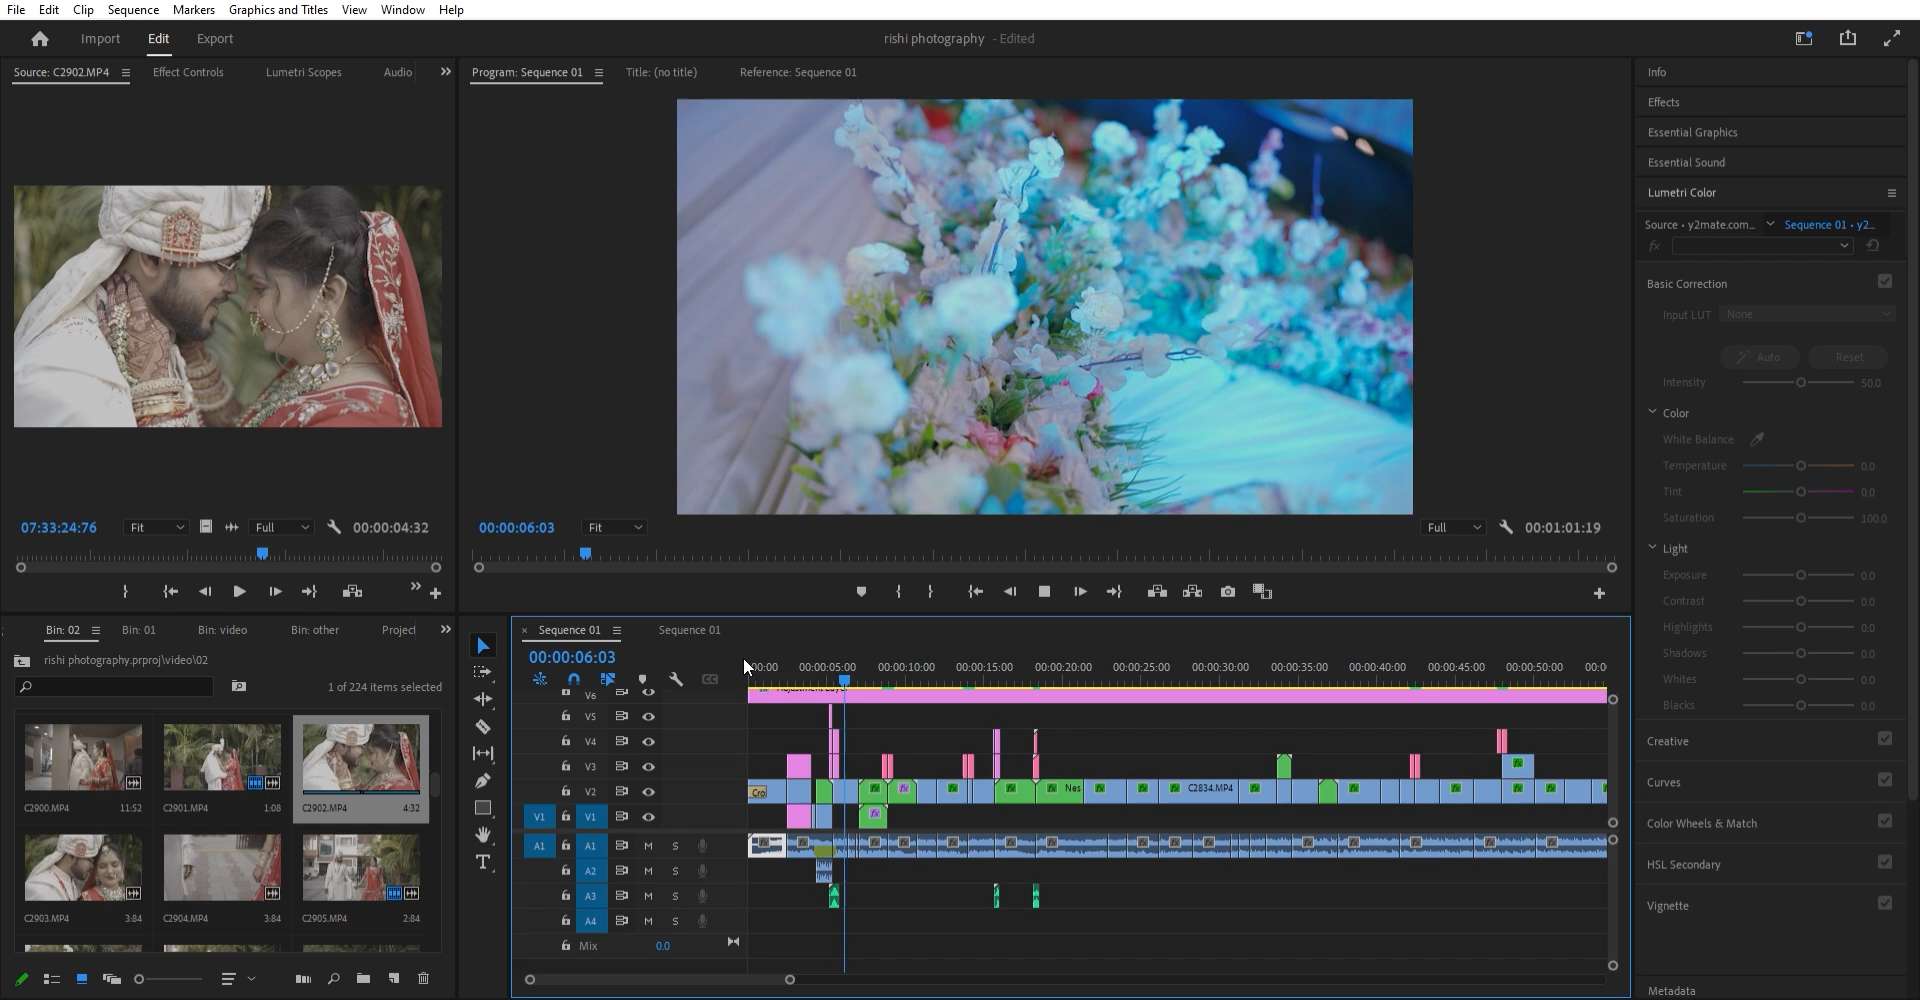 File Edit Clip Sequence Markers Graphics and Titles View Window Help
Import Edit Export
rishi photography - Edited
Source: C2902.MP4 Effect Controls Lumetri Scopes Audio
Program: Sequence 01 Title: (no title) Reference: Sequence 01
07:33:24:76 Fit Full 00:00:04:32
00:00:06:03 Fit Full 00:01:01:19
Info
Effects
Essential Graphics
Essential Sound
Lumetri Color
Source • y2mate.com... Sequence 01 • y2...
fx
Basic Correction
Input LUT None
Auto Reset
Intensity 50.0
Color
White Balance
Temperature 0.0
Tint 0.0
Saturation 100.0
Light
Exposure 0.0
Contrast 0.0
Highlights 0.0
Shadows 0.0
Whites 0.0
Blacks 0.0
Creative
Curves
Color Wheels & Match
HSL Secondary
Vignette
Metadata
Bin: 02 Bin: 01 Bin: video Bin: other Project
rishi photography.prproj\video\02
1 of 224 items selected
C2900.MP4 11:52 C2901.MP4 1:08 C2902.MP4 4:32
C2903.MP4 3:84 C2904.MP4 3:84 C2905.MP4 2:84
× Sequence 01 Sequence 01
00:00:06:03
00:00 00:00:05:00 00:00:10:00 00:00:15:00 00:00:20:00 00:00:25:00 00:00:30:00 00:00:35:00 00:00:40:00 00:00:45:00 00:00:50:00 00:0
V6
V5
V4
V3
V2 Cro Nes C2834.MP4
V1 V1
A1 A1 M S
A2 M S
A3 M S
A4 M S
Mix 0.0